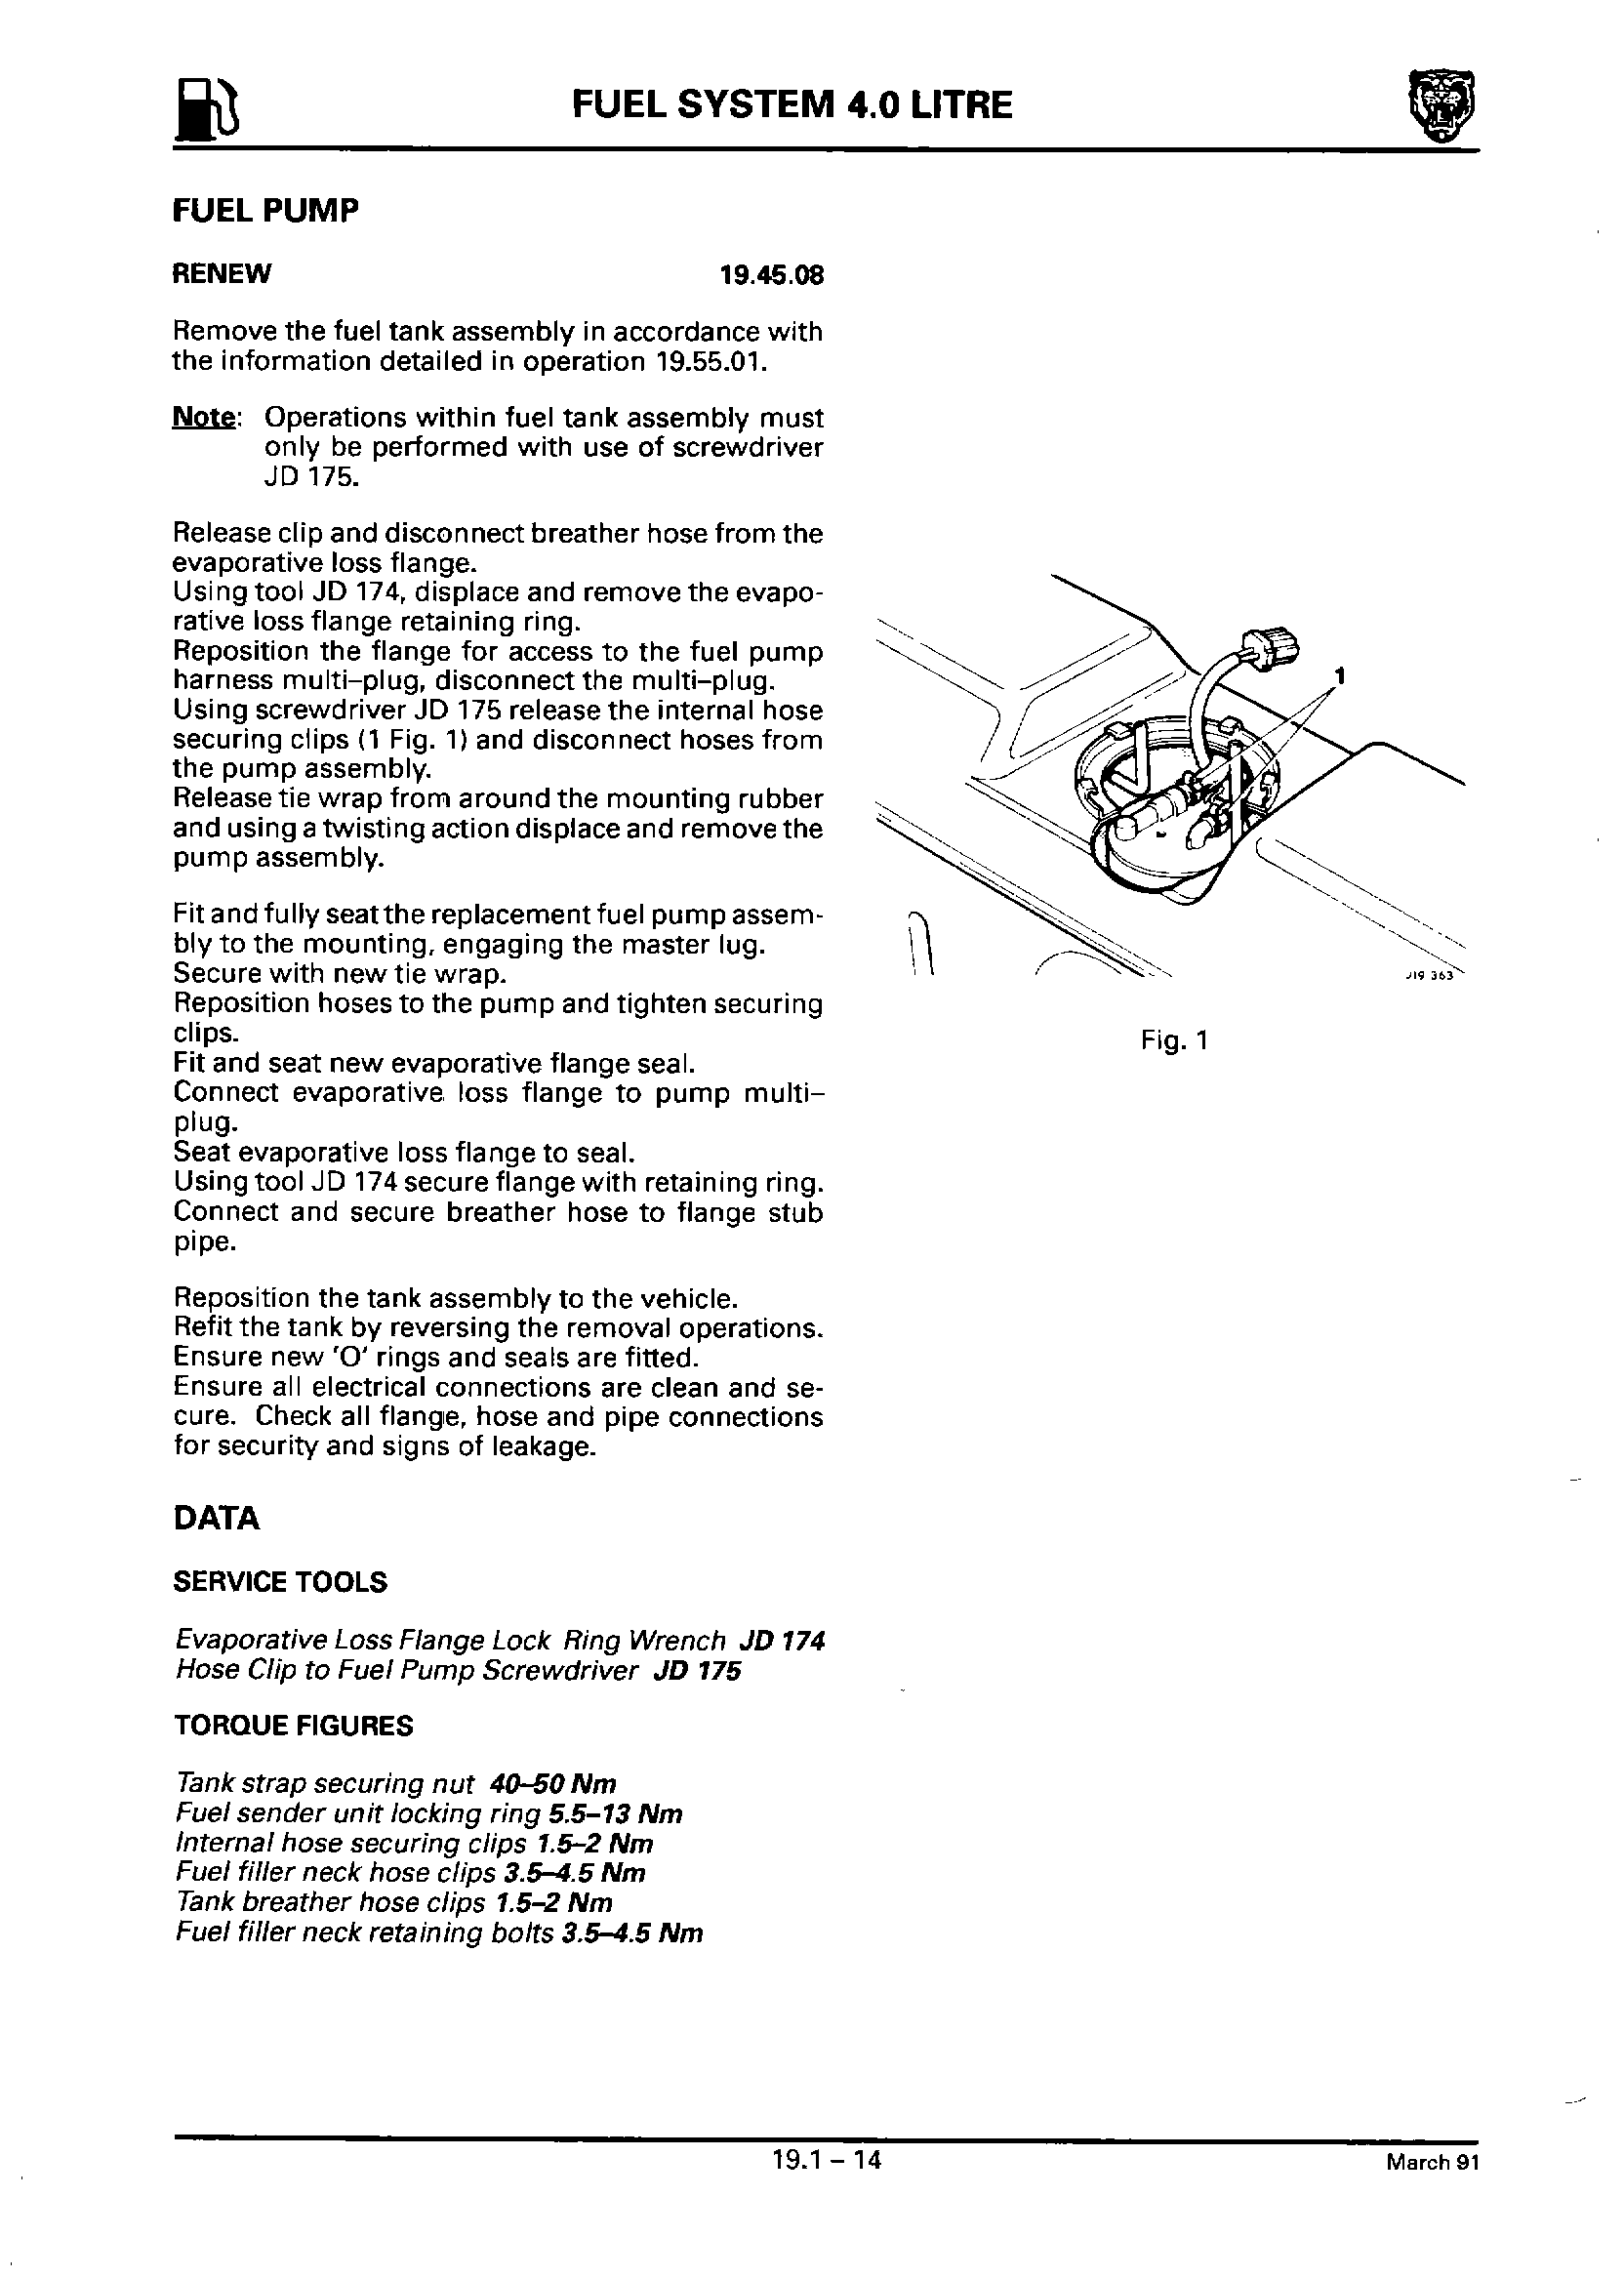 FUEL SYSTEM 4.0 LITRE
FUEL PUMP
RENEW 19.45.08
Remove the fuel tank assembly in accordance with
the information detailed in operation 19.55.01.
Note: Operations within fuel tank assembly must
only be performed with use of screwdriver
JD 175.
Release clip and disconnect breather hose from the
evaporative loss flange.
Using tool JD 174, displace and remove the evapo-
rative loss flange retaining ring.
Reposition the flange for access to the fuel pump
harness multi-plug, disconnect the multi-plug.
Using screwdriver JD 175 release the internal hose
securing clips (1 Fig. 1) and disconnect hoses from
the pump assembly.
Release tie wrap from around the mounting rubber
and using a twisting action displace and remove the
pump assembly.
Fit and fully seat the replacement fuel pump assem-
bly to the mounting, engaging the master lug.
Secure with new tie wrap.
Reposition hoses to the pump and tighten securing
clips.
Fit and seat new evaporative flange seal.
Connect evaporative loss flange to pump multi-
plug.
Seat evaporative loss flange to seal.
Using tool JD 174 secure flange with retaining ring.
Connect and secure breather hose to flange stub
pipe.
Reposition the tank assembly to the vehicle.
Refit the tank by reversing the removal operations.
Ensure new 'O' rings and seals are fitted.
Ensure all electrical connections are clean and se-
cure. Check all flange, hose and pipe connections
for security and signs of leakage.
DATA
SERVICE TOOLS
Evaporative Loss Flange Lock Ring Wrench JD 174
Hose Clip to Fuel Pump Screwdriver JD 175
TORQUE FIGURES
Tank strap securing nut 40–50 Nm
Fuel sender unit locking ring 5.5–13 Nm
Internal hose securing clips 1.5–2 Nm
Fuel filler neck hose clips 3.5–4.5 Nm
Tank breather hose clips 1.5–2 Nm
Fuel filler neck retaining bolts 3.5–4.5 Nm
1
J19 363
Fig. 1
19.1 – 14
March 91